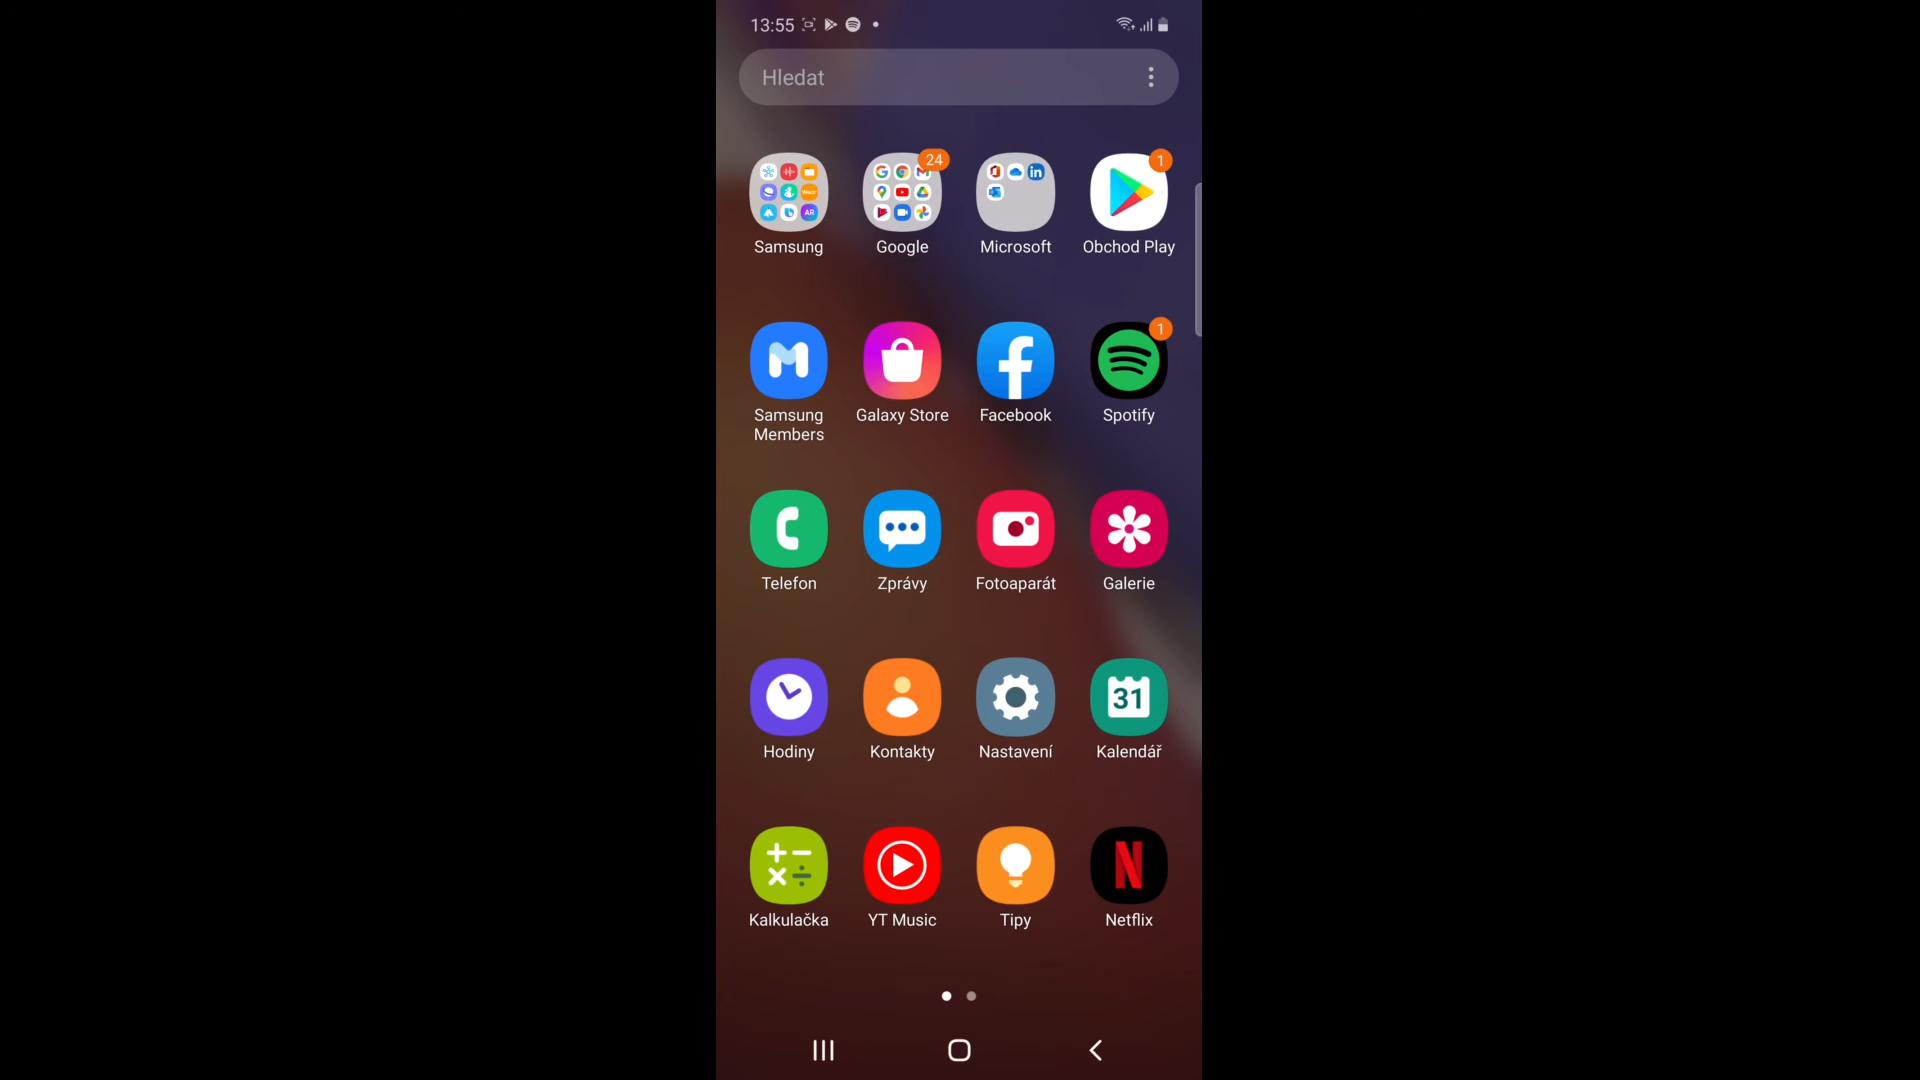 13:55
Hledat
24
1
Samsung
Google
Microsoft
Obchod Play
1
Samsung
Members
Galaxy Store
Facebook
Spotify
Telefon
Zprávy
Fotoaparát
Galerie
31
Hodiny
Kontakty
Nastavení
Kalendář
Kalkulačka
YT Music
Tipy
Netflix